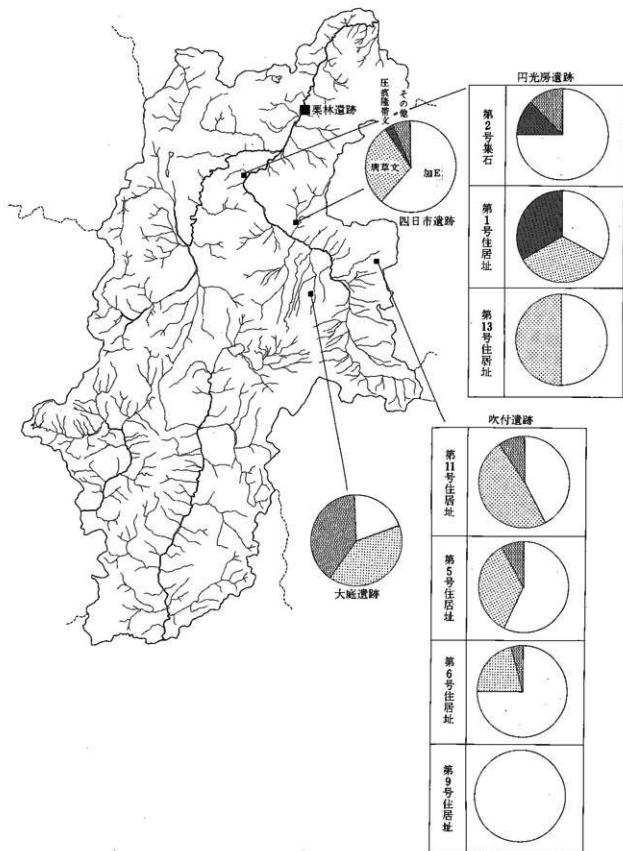 円光房遺跡
第2号集石
第1号住居址
第13号住居址
栗林遺跡
圧痕隆帯文
その他
唐草文
加E
四日市遺跡
吹付遺跡
第11号住居址
第5号住居址
第6号住居址
第9号住居址
大庭遺跡